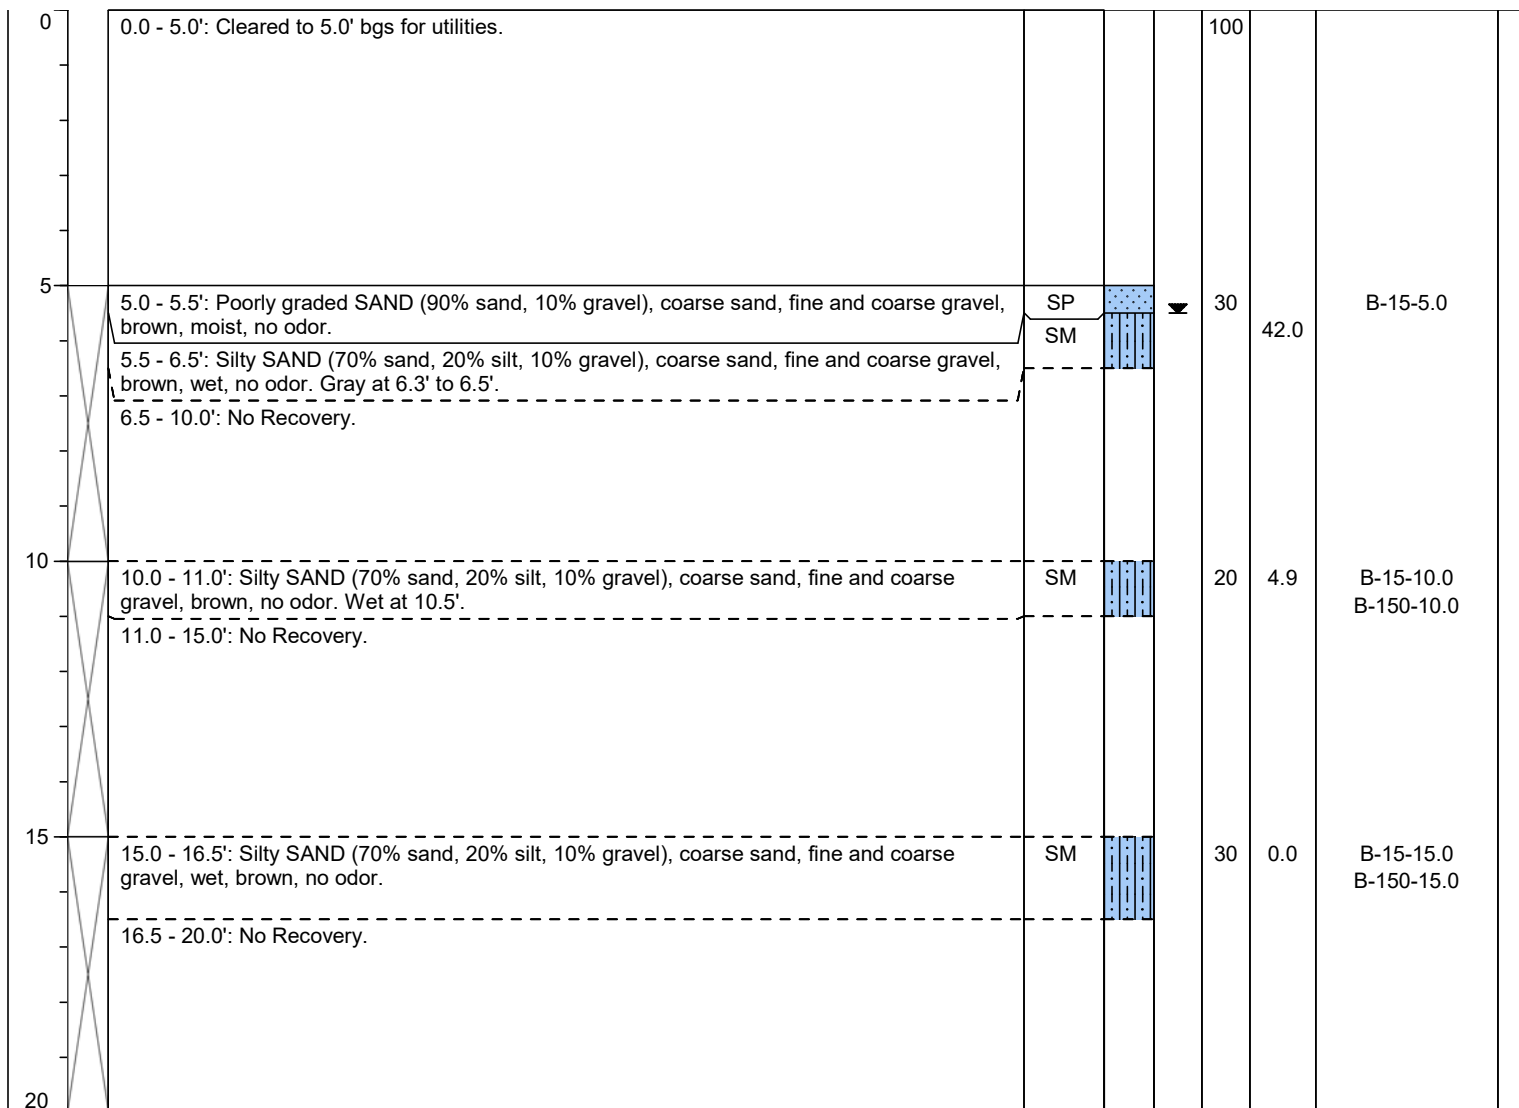 0
0.0 - 5.0': Cleared to 5.0' bgs for utilities.
100
5
5.0 - 5.5': Poorly graded SAND (90% sand, 10% gravel), coarse sand, fine and coarse gravel,
brown, moist, no odor.
SP
30
B-15-5.0
SM
42.0
5.5 - 6.5': Silty SAND (70% sand, 20% silt, 10% gravel), coarse sand, fine and coarse gravel,
brown, wet, no odor. Gray at 6.3' to 6.5'.
6.5 - 10.0': No Recovery.
10
10.0 - 11.0': Silty SAND (70% sand, 20% silt, 10% gravel), coarse sand, fine and coarse
gravel, brown, no odor. Wet at 10.5'.
SM
20
4.9
B-15-10.0
B-150-10.0
11.0 - 15.0': No Recovery.
15
15.0 - 16.5': Silty SAND (70% sand, 20% silt, 10% gravel), coarse sand, fine and coarse
gravel, wet, brown, no odor.
SM
30
0.0
B-15-15.0
B-150-15.0
16.5 - 20.0': No Recovery.
20